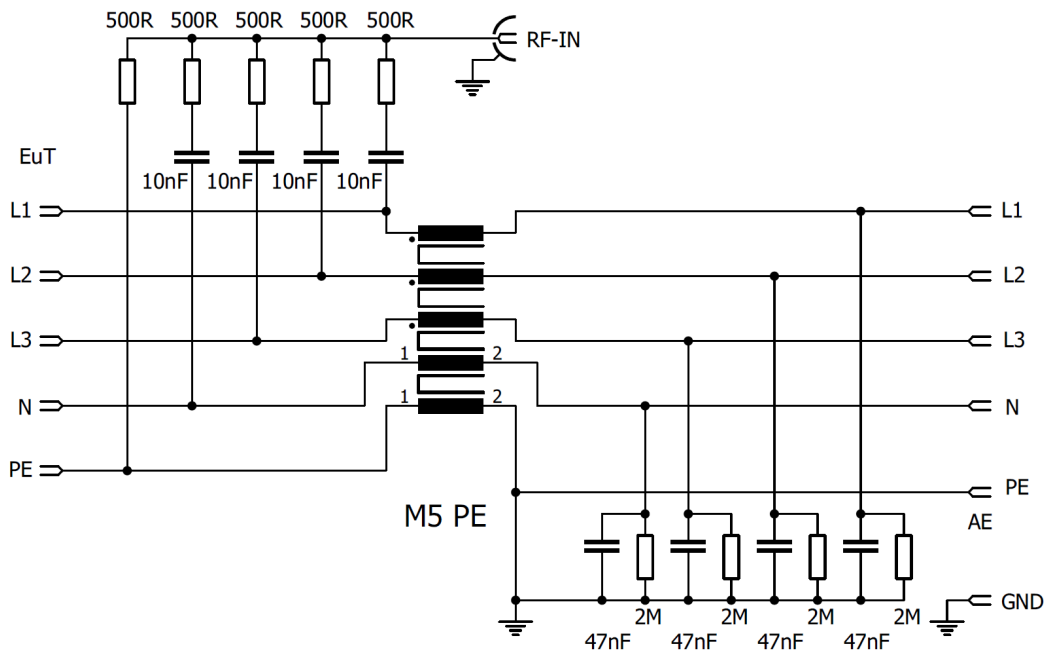 500R 500R 500R 500R 500R
RF-IN
EuT
10nF 10nF 10nF 10nF
L1 L1
L2 L2
L3 L3
1 2
N N
1 2
PE PE
M5 PE
AE
GND
2M 2M 2M 2M
47nF 47nF 47nF 47nF